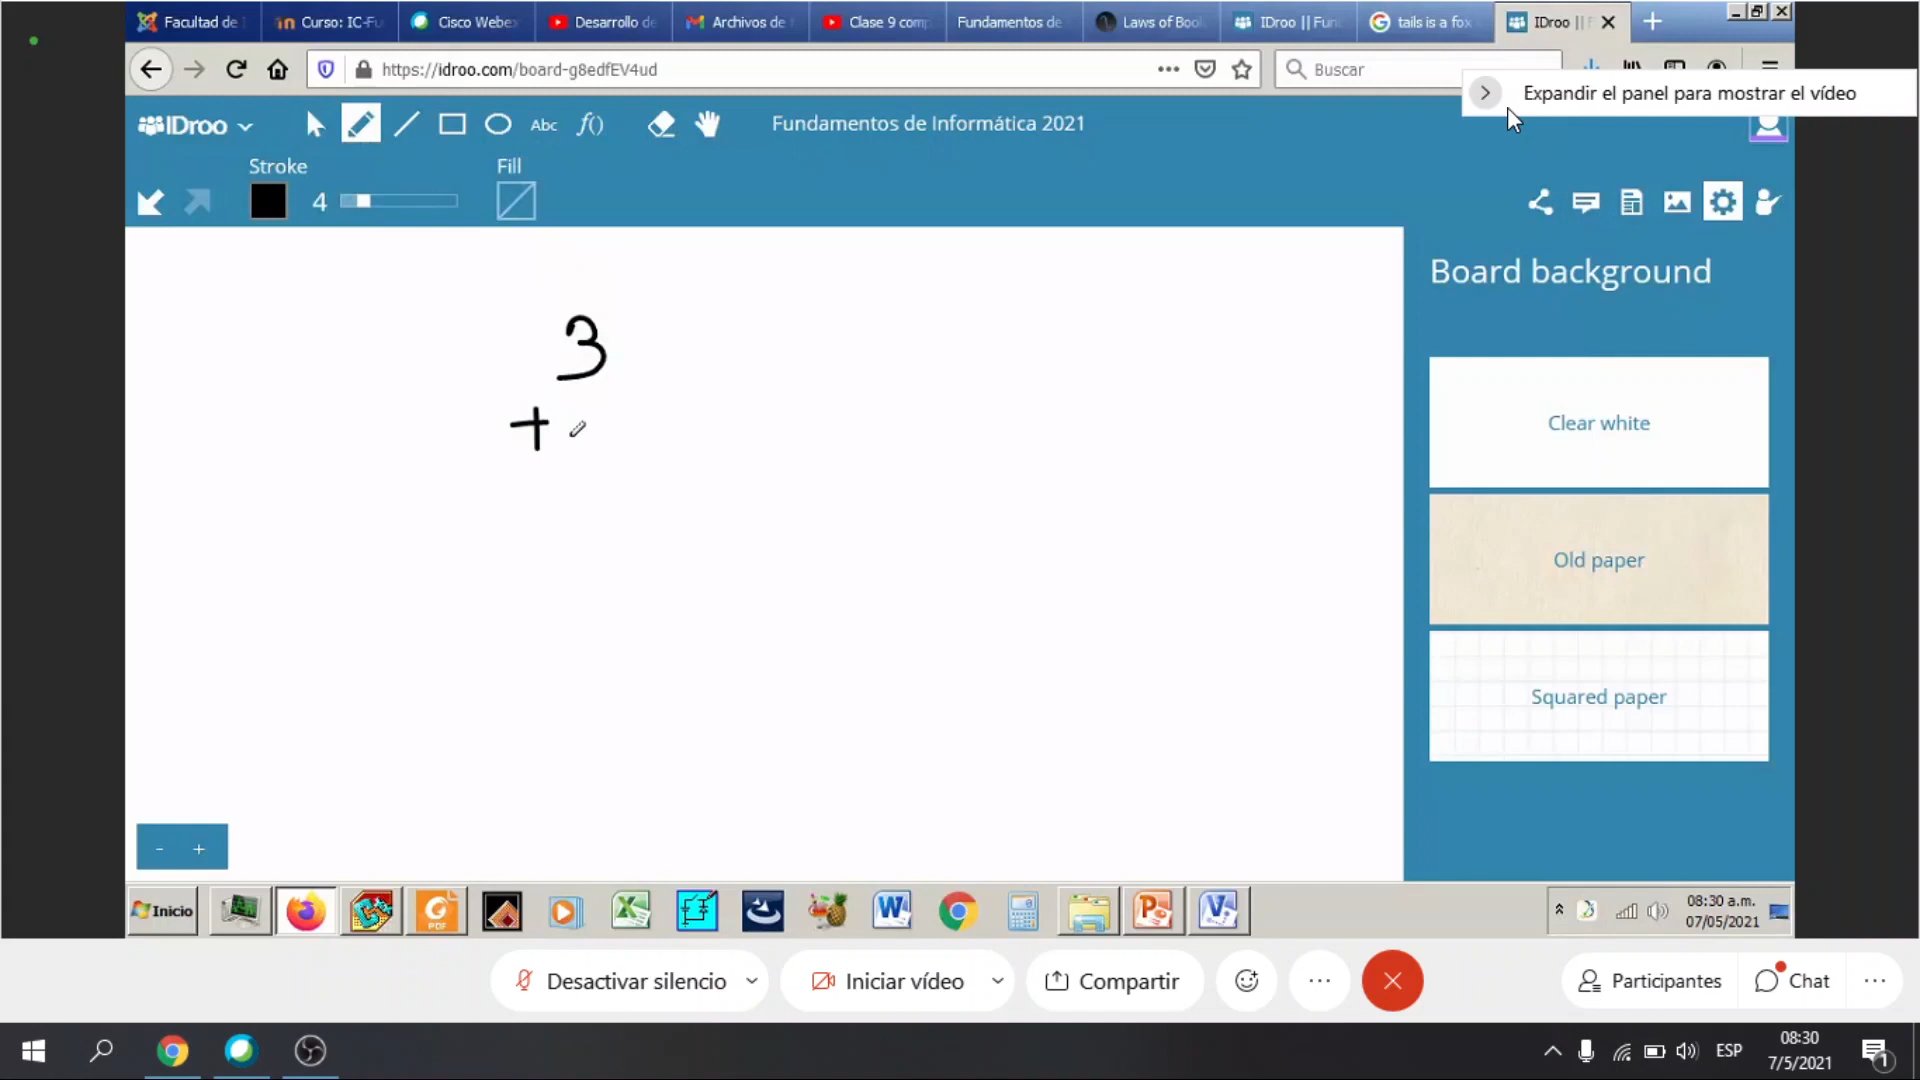 Facultad de
Curso: IC-Fu
Cisco Webex
Desarrollo de
Archivos de
Clase 9 comp
Fundamentos de
Laws of Boo
IDroo || Fun
tails is a fox
IDroo || F
https://idroo.com/board-g8edfEV4ud
Buscar
Expandir el panel para mostrar el vídeo
IDroo
Abc
f()
Fundamentos de Informática 2021
Stroke
Fill
4
Board background
3
+
Clear white
Old paper
Squared paper
- +
Inicio
08:30 a.m.
07/05/2021
Desactivar silencio
Iniciar vídeo
Compartir
Participantes
Chat
ESP
08:30
7/5/2021
1